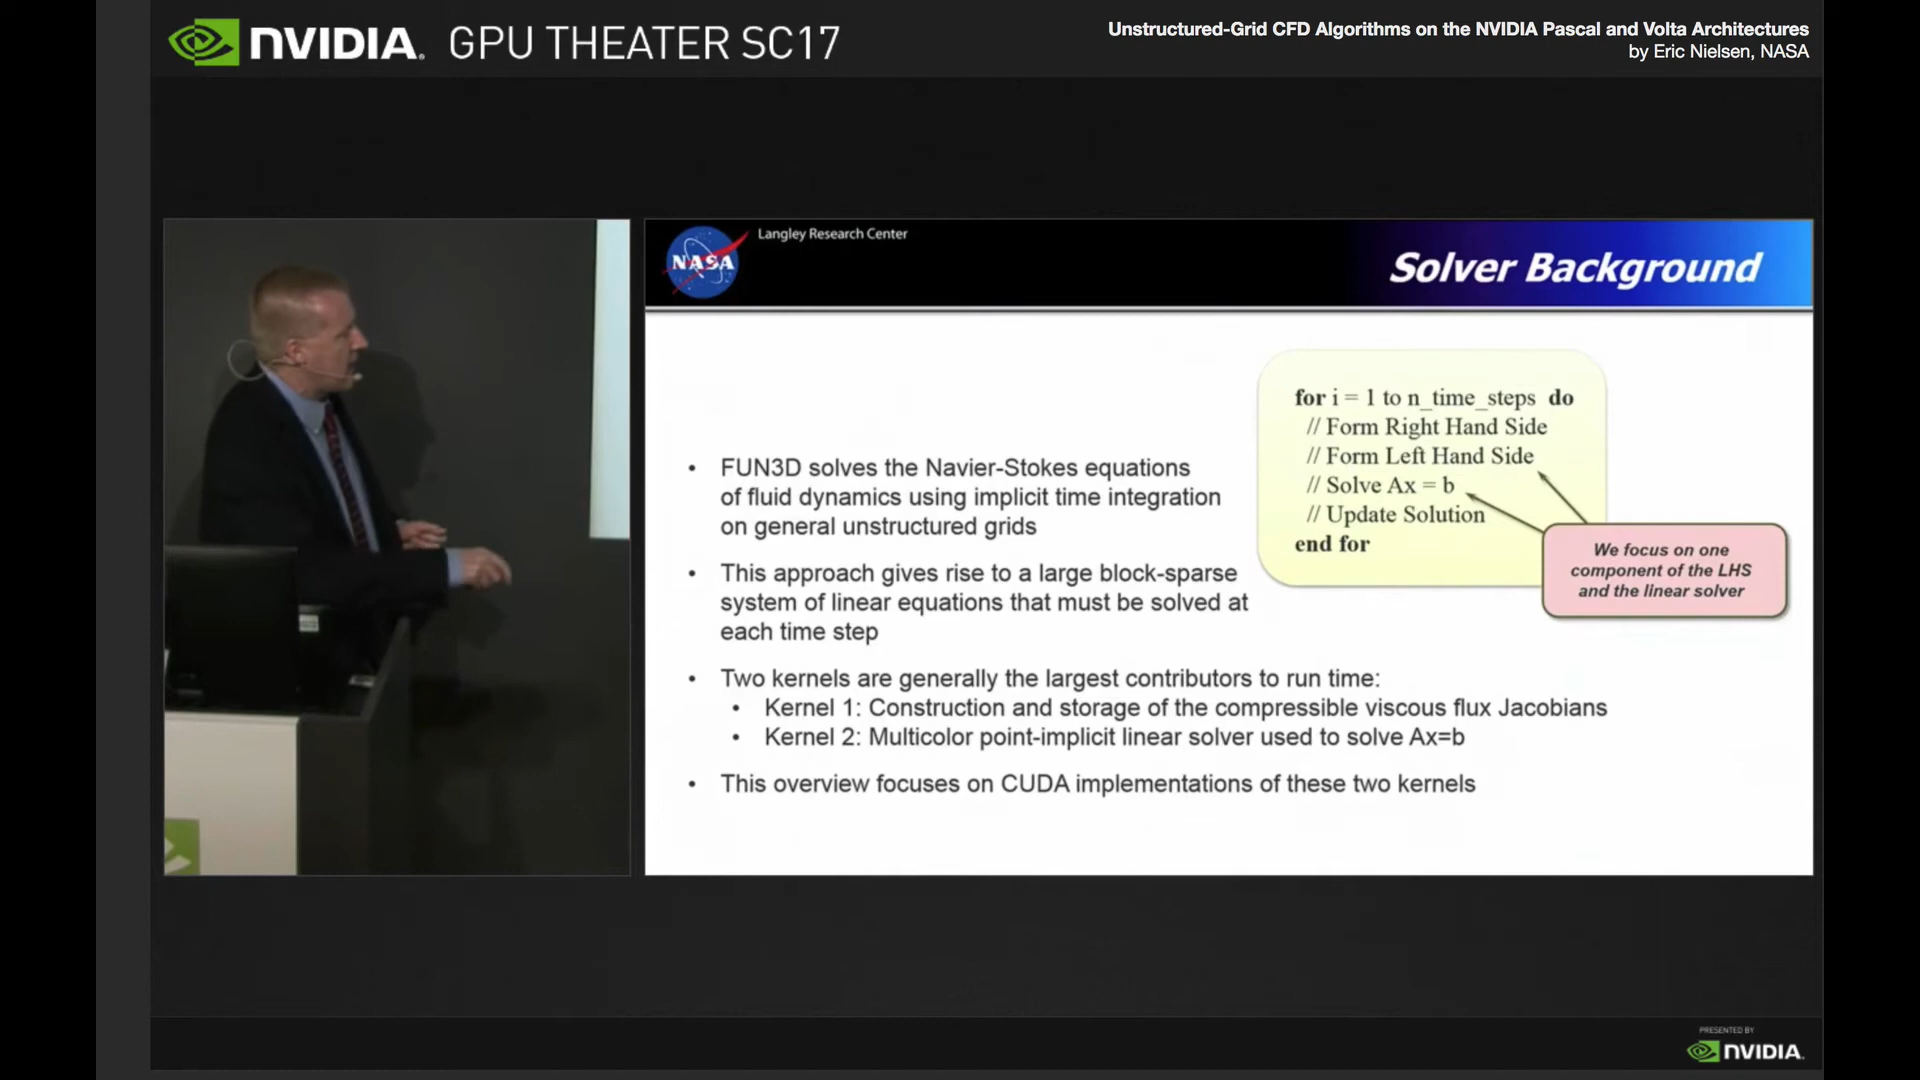 NVIDIA. GPU THEATER SC17
Unstructured-Grid CFD Algorithms on the NVIDIA Pascal and Volta Architectures
by Eric Nielsen, NASA
NASA
Langley Research Center
Solver Background
for i = 1 to n_time_steps do
// Form Right Hand Side
// Form Left Hand Side
// Solve Ax = b
// Update Solution
end for
We focus on one
component of the LHS
and the linear solver
• FUN3D solves the Navier-Stokes equations
of fluid dynamics using implicit time integration
on general unstructured grids
• This approach gives rise to a large block-sparse
system of linear equations that must be solved at
each time step
• Two kernels are generally the largest contributors to run time:
• Kernel 1: Construction and storage of the compressible viscous flux Jacobians
• Kernel 2: Multicolor point-implicit linear solver used to solve Ax=b
• This overview focuses on CUDA implementations of these two kernels
PRESENTED BY
NVIDIA.